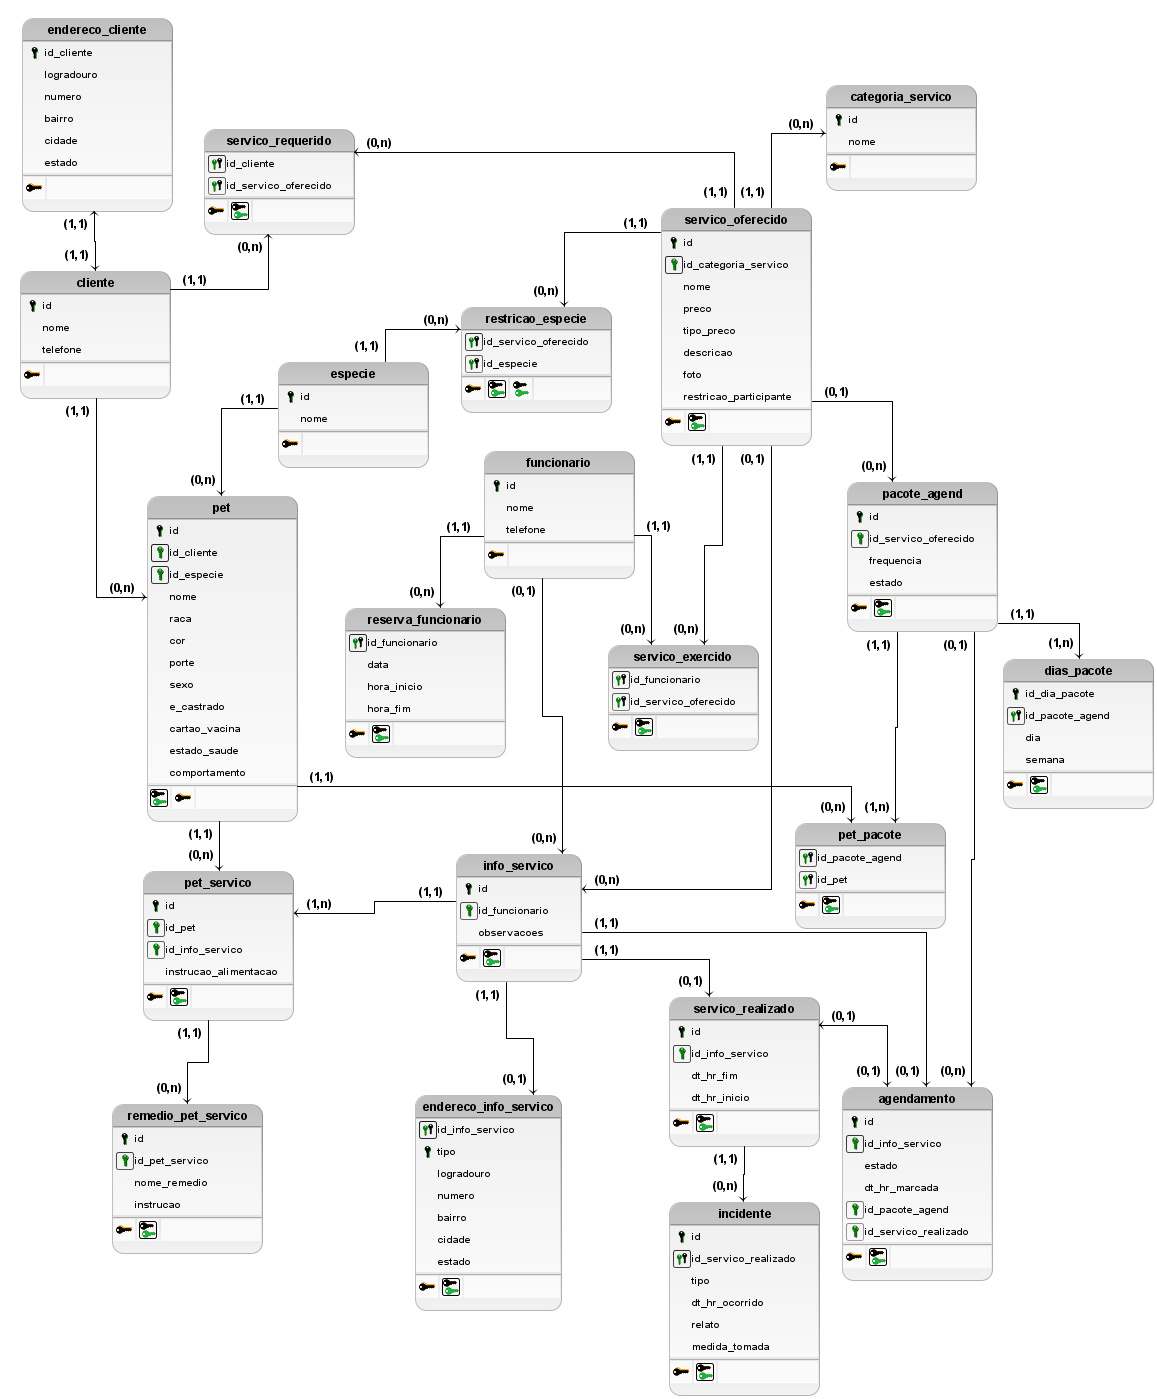 endereco_cliente
id_cliente
logradouro
numero
bairro
cidade
estado
(1,1)
(1,1)
cliente
id
nome
telefone
(1,1)
(0,n)
(1,1)
(0,n)
servico_requerido
id_cliente
id_servico_oferecido
(0,n)
(1,1)
(1,1)
(0,n)
categoria_servico
id
nome
servico_oferecido
id
id_categoria_servico
nome
preco
tipo_preco
descricao
foto
restricao_participante
(1,1)
(0,n)
restricao_especie
id_servico_oferecido
id_especie
(0,n)
(1,1)
especie
id
nome
(1,1)
(0,n)
pet
id
id_cliente
id_especie
nome
raca
cor
porte
sexo
e_castrado
cartao_vacina
estado_saude
comportamento
(1,1)
(0,n)
(1,1)
(0,n)
funcionario
id
nome
telefone
(1,1)
(0,n)
(1,1)
(0,n)
(0,1)
(0,n)
reserva_funcionario
id_funcionario
data
hora_inicio
hora_fim
(1,1)
(0,n)
servico_exercido
id_funcionario
id_servico_oferecido
(0,1)
(0,n)
(0,1)
(0,n)
pacote_agend
id
id_servico_oferecido
frequencia
estado
(1,1)
(1,n)
dias_pacote
id_dia_pacote
id_pacote_agend
dia
semana
(1,1)
(1,n)
(0,1)
(0,n)
pet_pacote
id_pacote_agend
id_pet
pet_servico
id
id_pet
id_info_servico
instrucao_alimentacao
(1,n)
(1,1)
info_servico
id
id_funcionario
observacoes
(1,1)
(0,1)
(1,1)
(0,1)
(1,1)
(0,1)
(1,1)
(0,n)
remedio_pet_servico
id
id_pet_servico
nome_remedio
instrucao
endereco_info_servico
id_info_servico
tipo
logradouro
numero
bairro
cidade
estado
servico_realizado
id
id_info_servico
dt_hr_fim
dt_hr_inicio
(0,1)
(1,1)
(0,n)
incidente
id
id_servico_realizado
tipo
dt_hr_ocorrido
relato
medida_tomada
agendamento
id
id_info_servico
estado
dt_hr_marcada
id_pacote_agend
id_servico_realizado